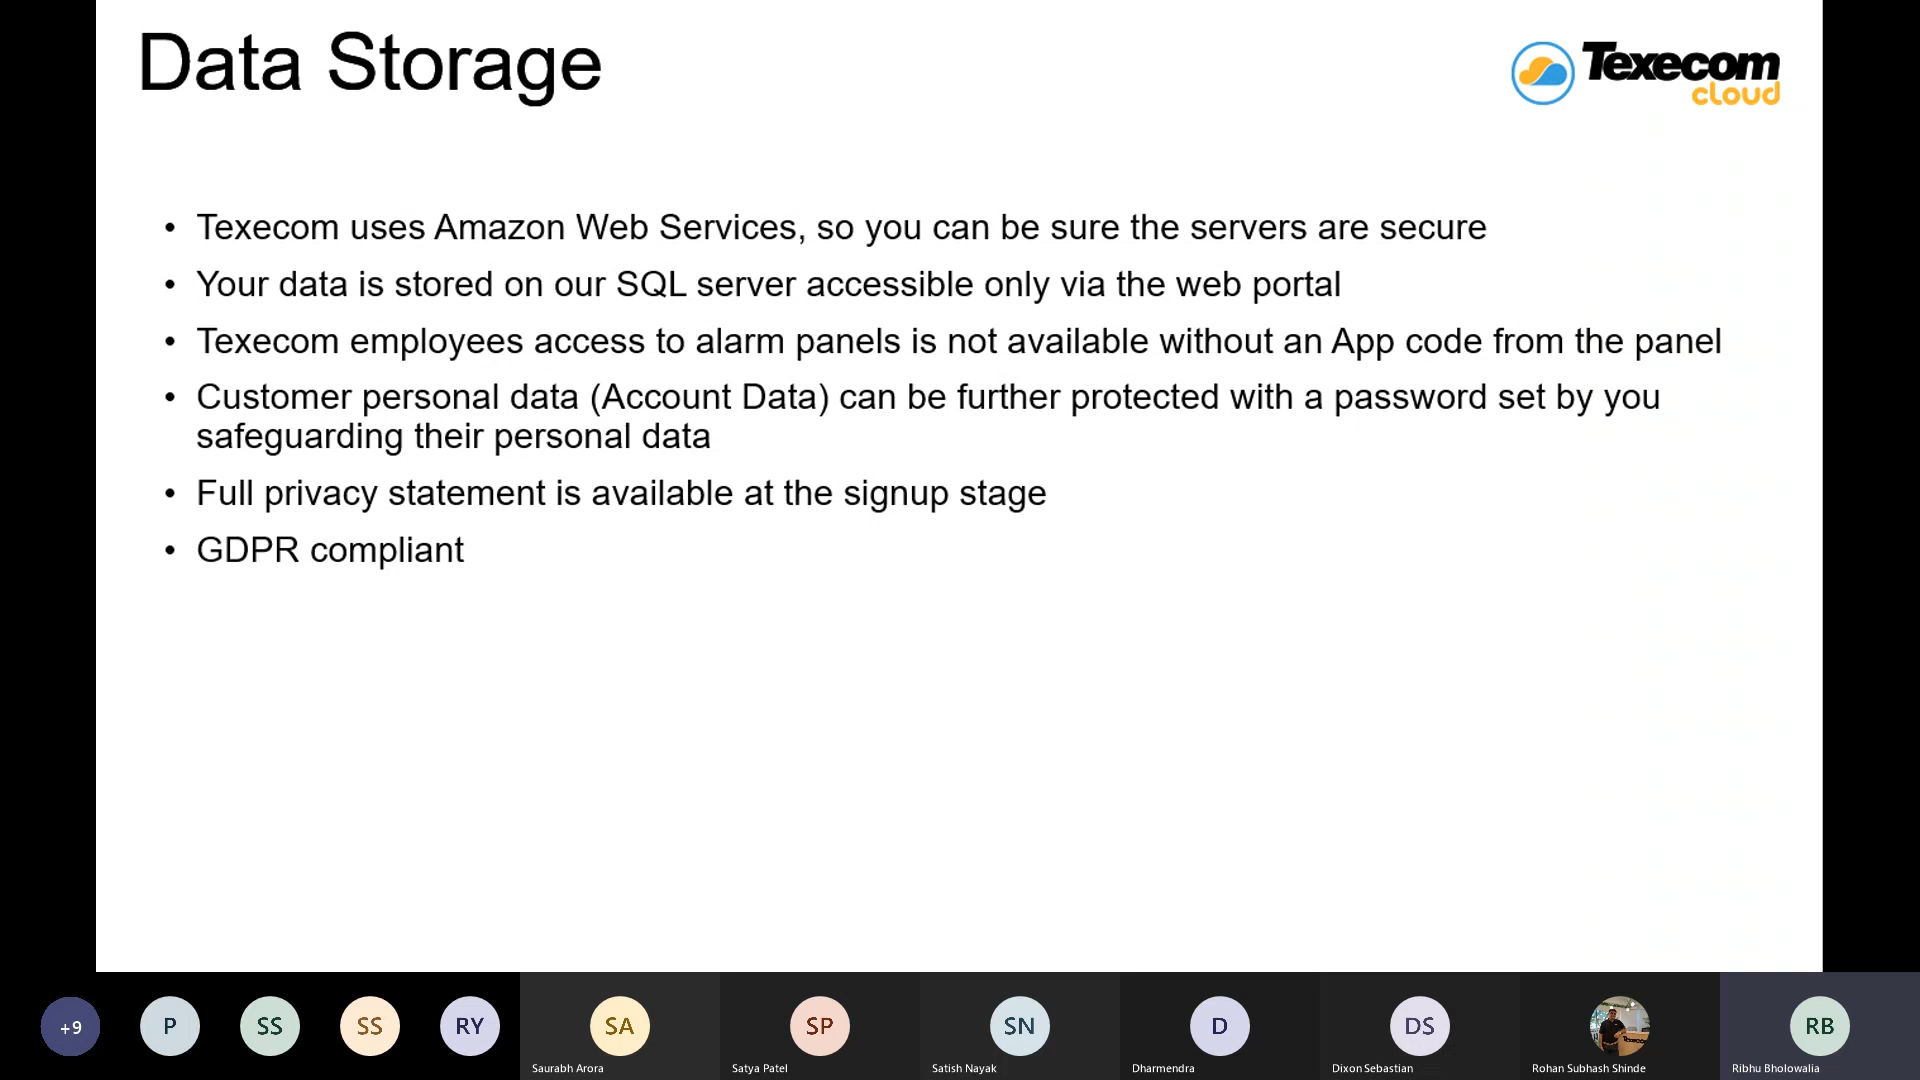 Data Storage
Texecom
cloud
• Texecom uses Amazon Web Services, so you can be sure the servers are secure
• Your data is stored on our SQL server accessible only via the web portal
• Texecom employees access to alarm panels is not available without an App code from the panel
• Customer personal data (Account Data) can be further protected with a password set by you
safeguarding their personal data
• Full privacy statement is available at the signup stage
• GDPR compliant
+9
P
SS
SS
RY
SA
SP
SN
D
DS
RB
Saurabh Arora
Satya Patel
Satish Nayak
Dharmendra
Dixon Sebastian
Rohan Subhash Shinde
Ribhu Bholowalia